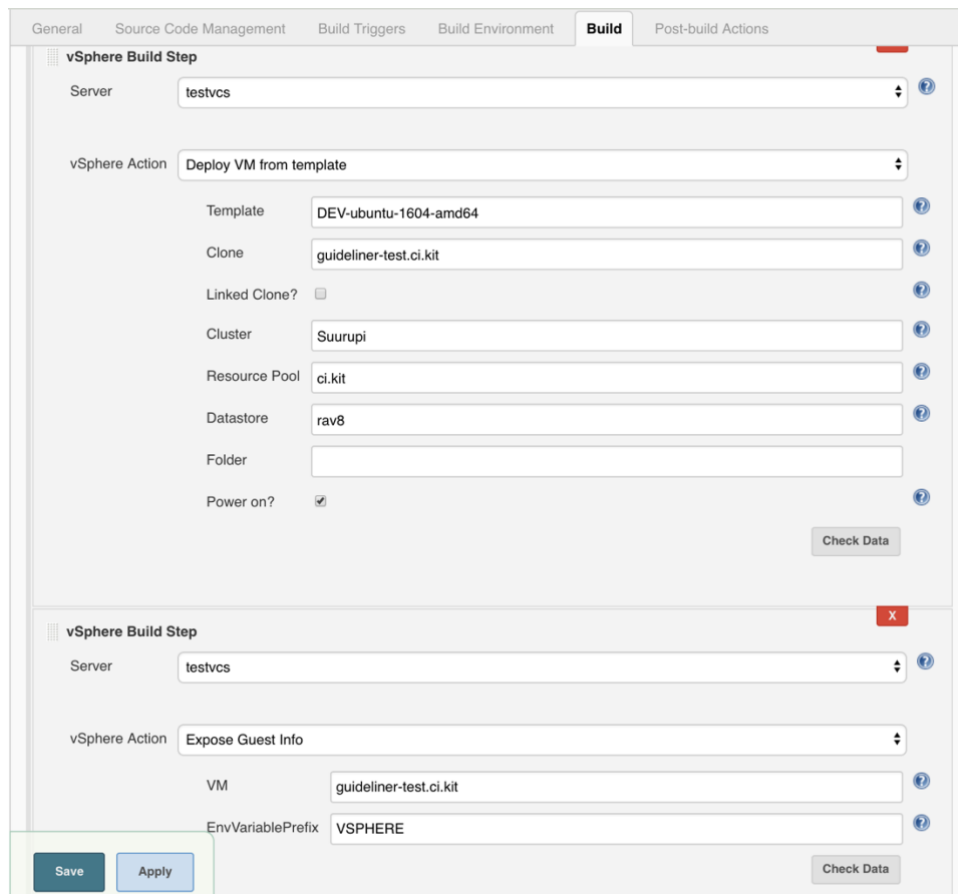 General Source Code Management Build Triggers Build Environment Build Post-build Actions
vSphere Build Step
Server testvcs ?
vSphere Action Deploy VM from template
Template DEV-ubuntu-1604-amd64 ?
Clone guideliner-test.ci.kit ?
Linked Clone? ?
Cluster Suurupi ?
Resource Pool ci.kit ?
Datastore rav8 ?
Folder
Power on? ?
Check Data
X
vSphere Build Step
Server testvcs ?
vSphere Action Expose Guest Info
VM guideliner-test.ci.kit ?
EnvVariablePrefix VSPHERE ?
Save Apply Check Data